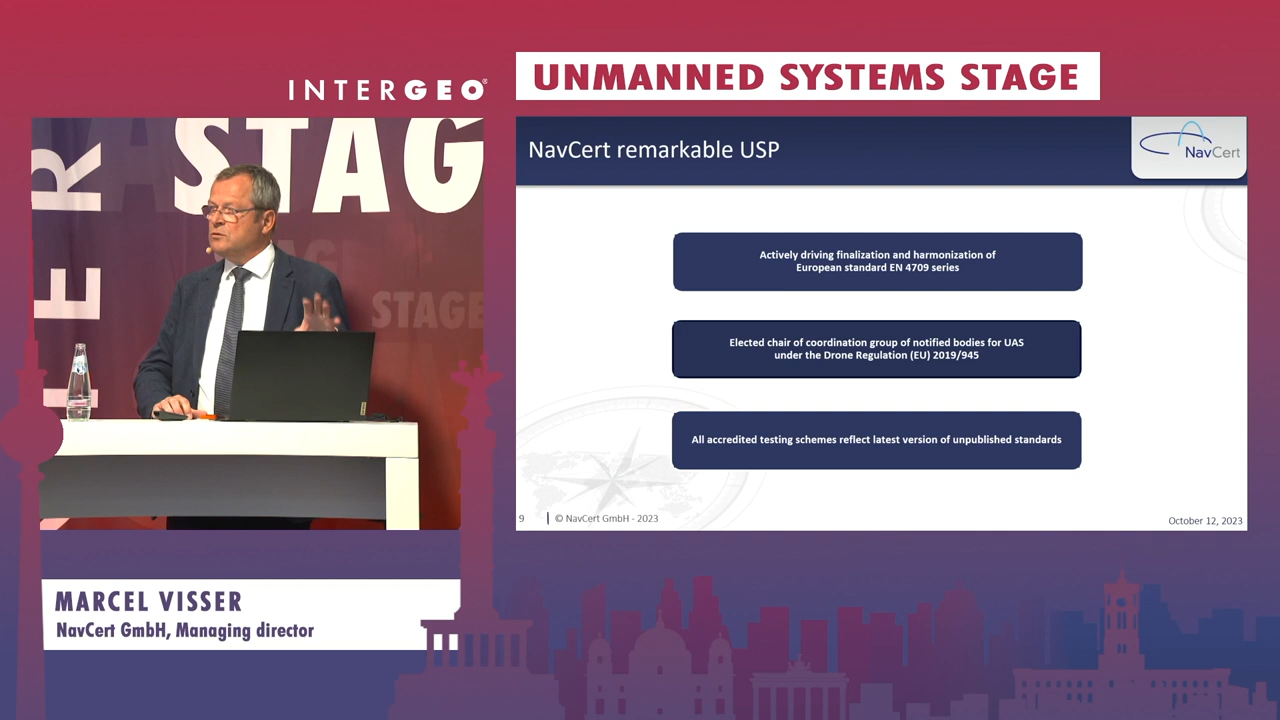 INTERGEO®
UNMANNED SYSTEMS STAGE
STAG
STAGE
NavCert remarkable USP
NavCert
Actively driving finalization and harmonization of
European standard EN 4709 series
Elected chair of coordination group of notified bodies for UAS
under the Drone Regulation (EU) 2019/945
All accredited testing schemes reflect latest version of unpublished standards
9 | © NavCert GmbH - 2023
October 12, 2023
MARCEL VISSER
NavCert GmbH, Managing director